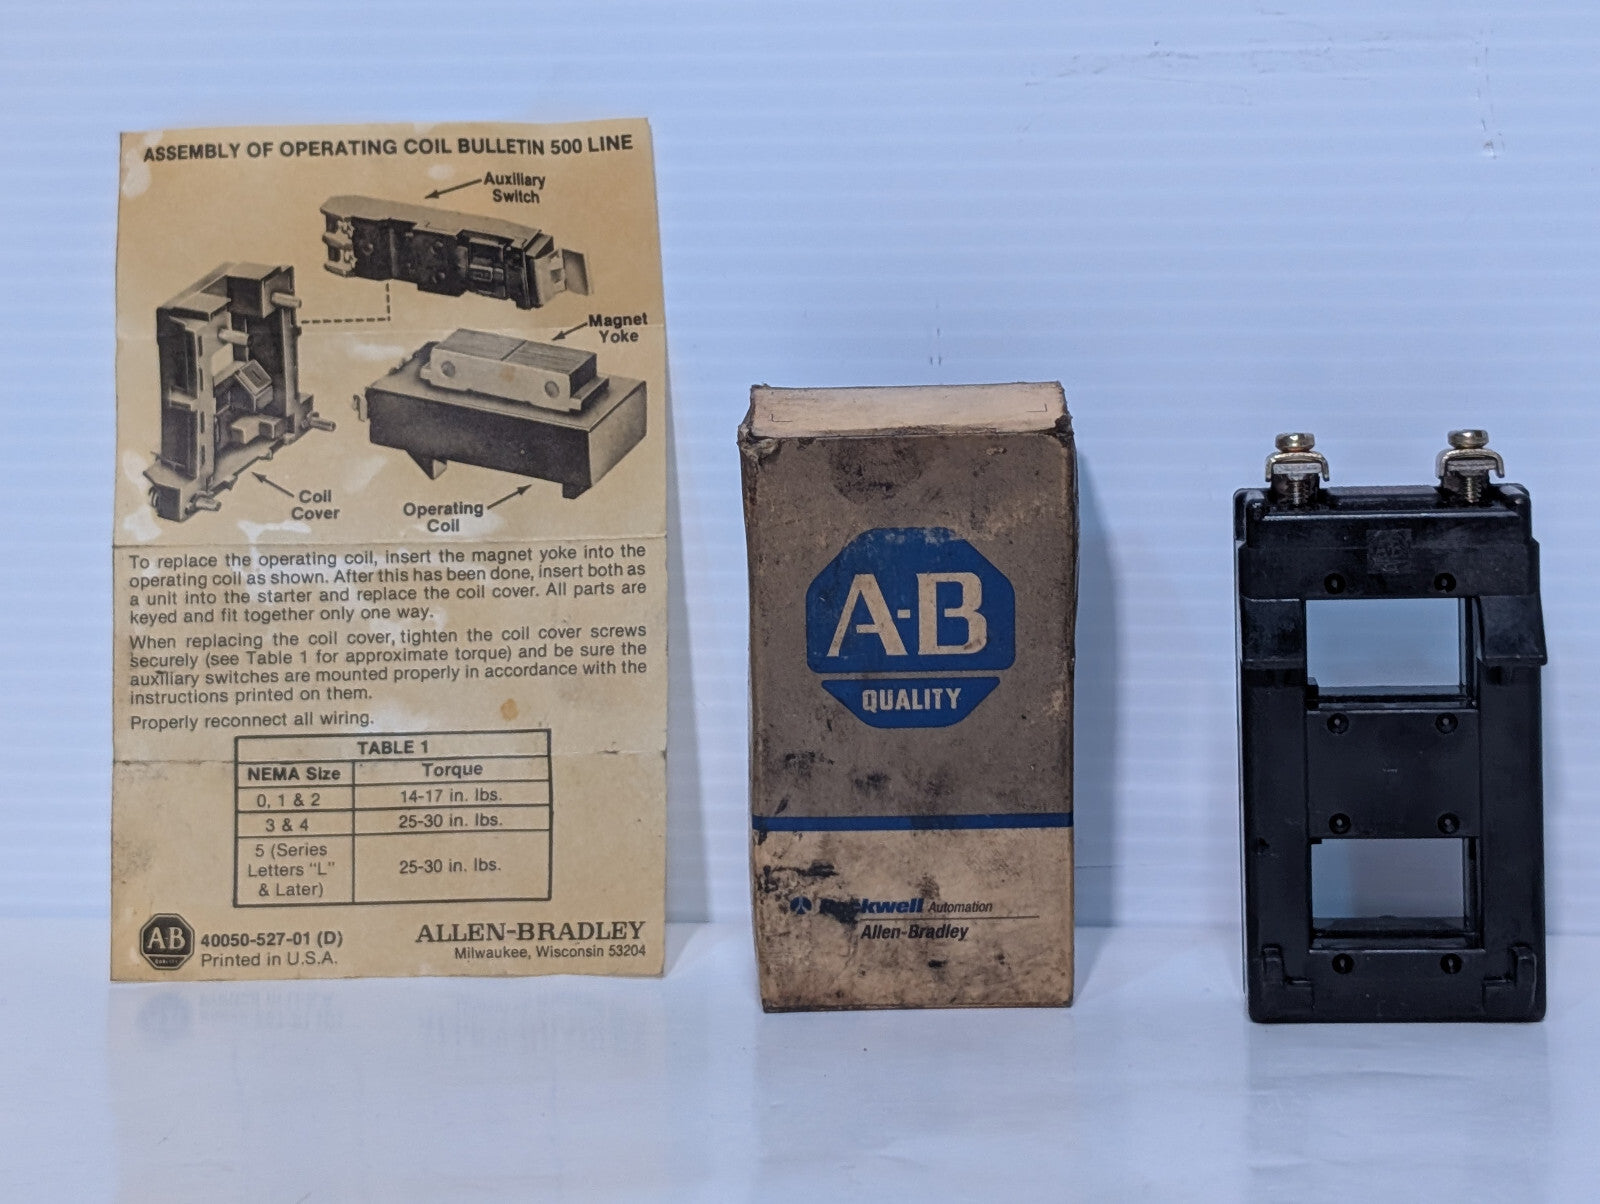 ASSEMBLY OF OPERATING COIL BULLETIN 500 LINE
Auxiliary
Switch
Magnet
Yoke
Coil
Cover
Operating
Coil
To replace the operating coil, insert the magnet yoke into the
operating coil as shown. After this has been done, insert both as
a unit into the starter and replace the coil cover. All parts are
keyed and fit together only one way.
When replacing the coil cover, tighten the coil cover screws
securely (see Table 1 for approximate torque) and be sure the
auxiliary switches are mounted properly in accordance with the
instructions printed on them.
Properly reconnect all wiring.
TABLE 1
NEMA Size Torque
0, 1 & 2 14-17 in. lbs.
3 & 4 25-30 in. lbs.
5 (Series
Letters "L" 25-30 in. lbs.
& Later)
AB
QUALITY
40050-527-01 (D)
Printed in U.S.A.
ALLEN-BRADLEY
Milwaukee, Wisconsin 53204
A-B
QUALITY
Rockwell Automation
Allen-Bradley